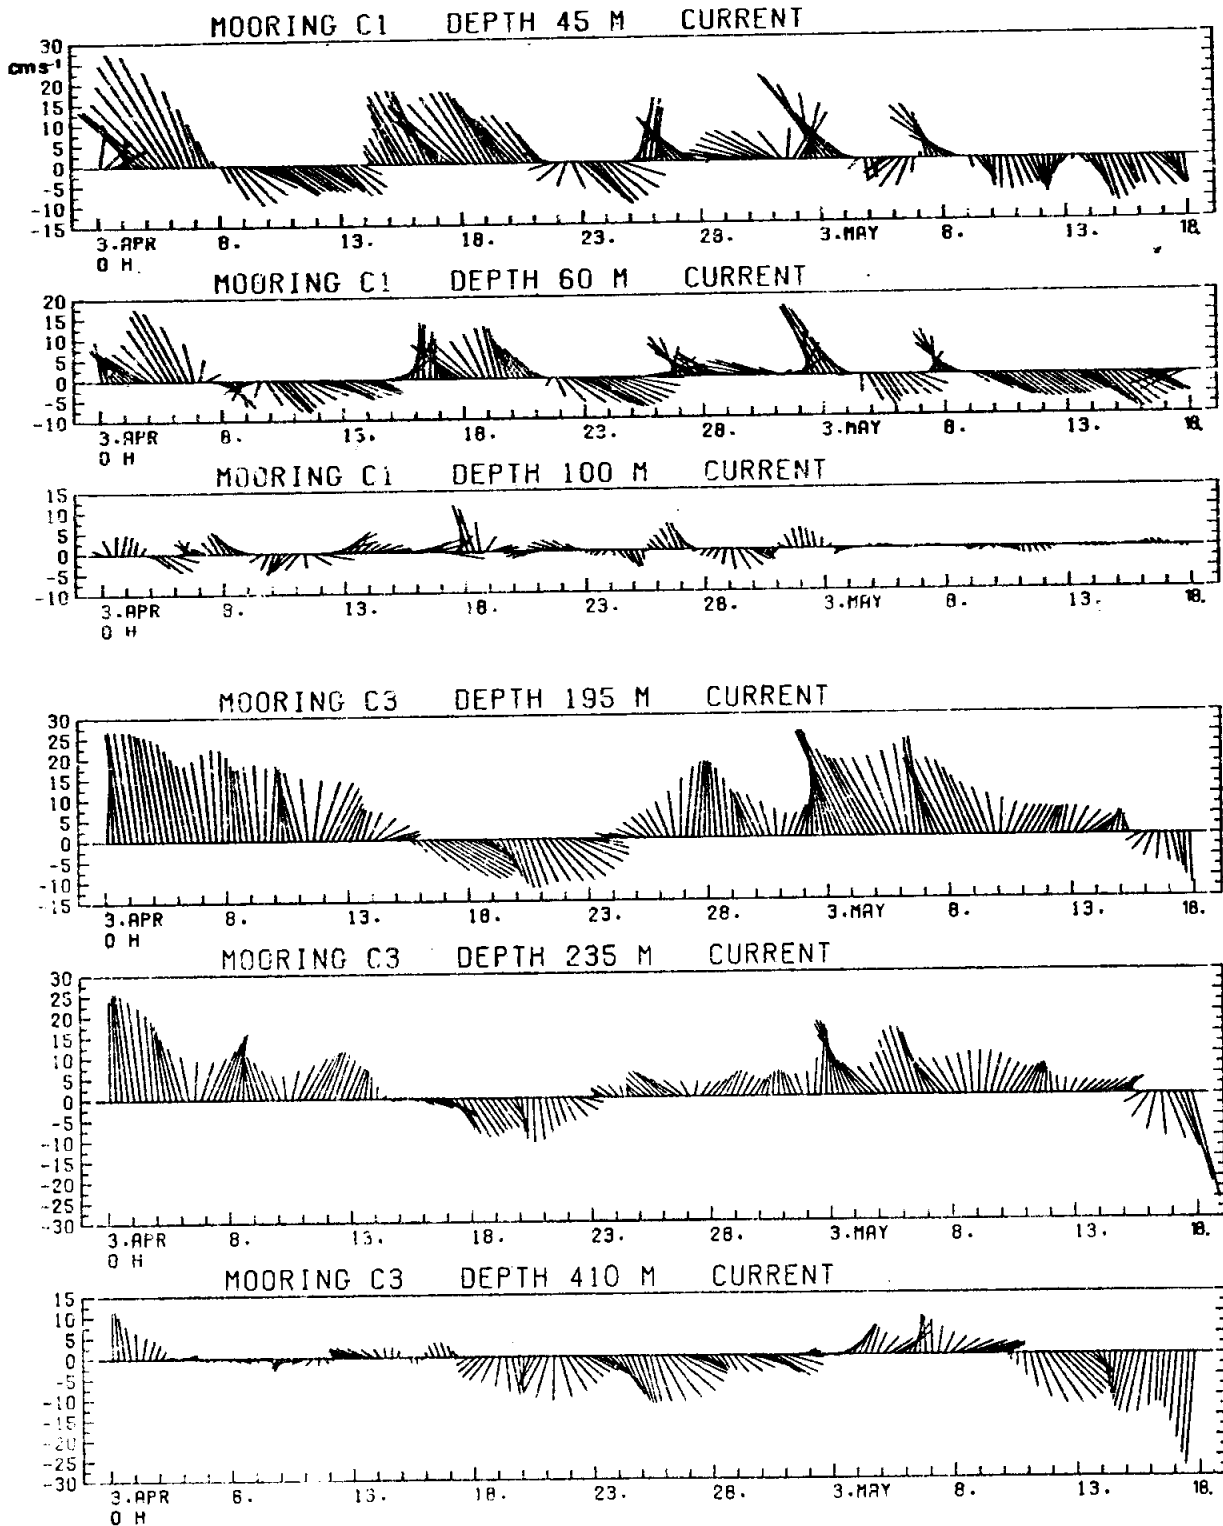 MOORING C1 DEPTH 45 M CURRENT
30
cms⁻¹
20
15
10
5
0
-5
-10
-15
3.APR 8. 13. 18. 23. 28. 3.MAY 8. 13. 18.
0 H
MOORING C1 DEPTH 60 M CURRENT
20
15
10
5
0
-5
-10
3.APR 8. 13. 18. 23. 28. 3.MAY 8. 13. 18.
0 H
MOORING C1 DEPTH 100 M CURRENT
15
10
5
0
-5
-10
3.APR 8. 13. 18. 23. 28. 3.MAY 8. 13. 18.
0 H
MOORING C3 DEPTH 195 M CURRENT
30
25
20
15
10
5
0
-5
-10
-15
3.APR 8. 13. 18. 23. 28. 3.MAY 8. 13. 18.
0 H
MOORING C3 DEPTH 235 M CURRENT
30
25
20
15
10
5
0
-5
-10
-15
-20
-25
-30
3.APR 8. 13. 18. 23. 28. 3.MAY 8. 13. 18.
0 H
MOORING C3 DEPTH 410 M CURRENT
15
10
5
0
-5
-10
-15
-20
-25
-30
3.APR 8. 13. 18. 23. 28. 3.MAY 8. 13. 18.
0 H